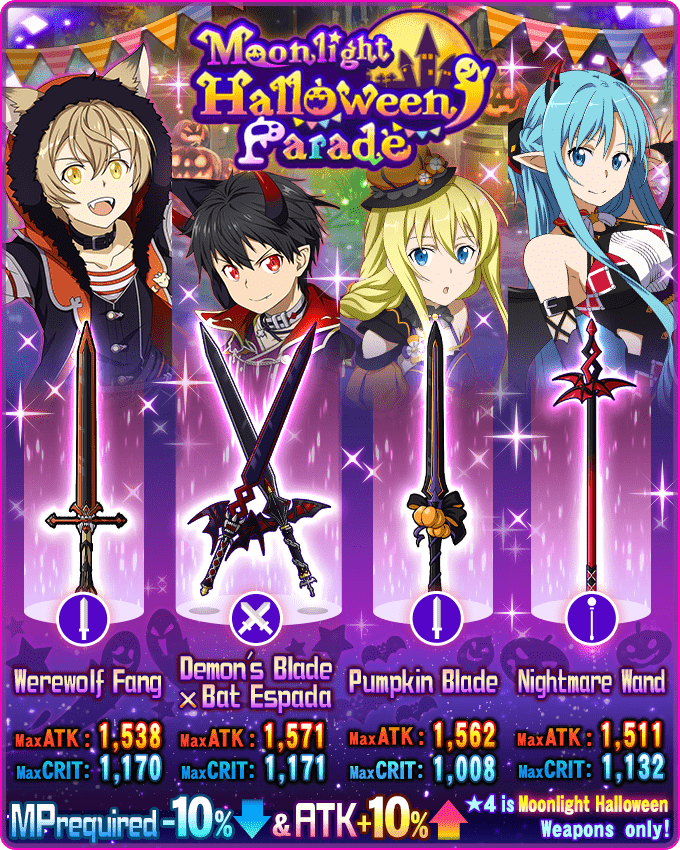 Moonlight
Halloween
Parade
Werewolf Fang
MaxATK: 1,538
MaxCRIT: 1,170
Demon's Blade
×Bat Espada
MaxATK: 1,571
MaxCRIT: 1,171
Pumpkin Blade
MaxATK: 1,562
MaxCRIT: 1,008
Nightmare Wand
MaxATK: 1,511
MaxCRIT: 1,132
MPrequired -10% & ATK+10%
★4 is Moonlight Halloween
Weapons only!